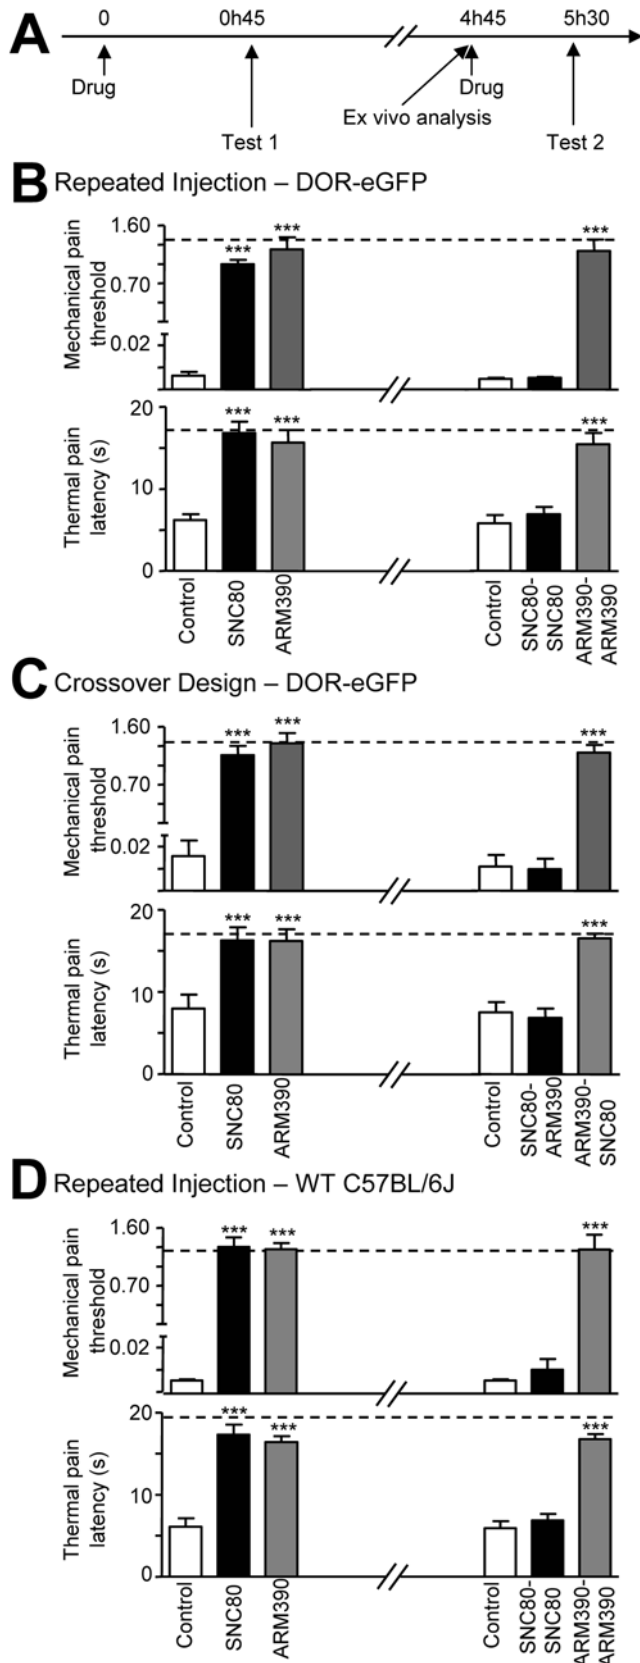 A
0 0h45 4h45 5h30
Drug
Drug
Ex vivo analysis
Test 1
Test 2
B Repeated Injection – DOR-eGFP
Mechanical pain
threshold
1.60
0.70
0.02
***
***
***
Thermal pain
latency (s)
20
10
0
***
***
***
Control
SNC80
ARM390
Control
SNC80-
SNC80
ARM390-
ARM390
C Crossover Design – DOR-eGFP
Mechanical pain
threshold
1.60
0.70
0.02
***
***
***
Thermal pain
latency (s)
20
10
0
***
***
***
Control
SNC80
ARM390
Control
SNC80-
ARM390
ARM390-
SNC80
D Repeated Injection – WT C57BL/6J
Mechanical pain
threshold
1.60
0.70
0.02
***
***
***
Thermal pain
latency (s)
20
10
0
***
***
***
Control
SNC80
ARM390
Control
SNC80-
SNC80
ARM390-
ARM390